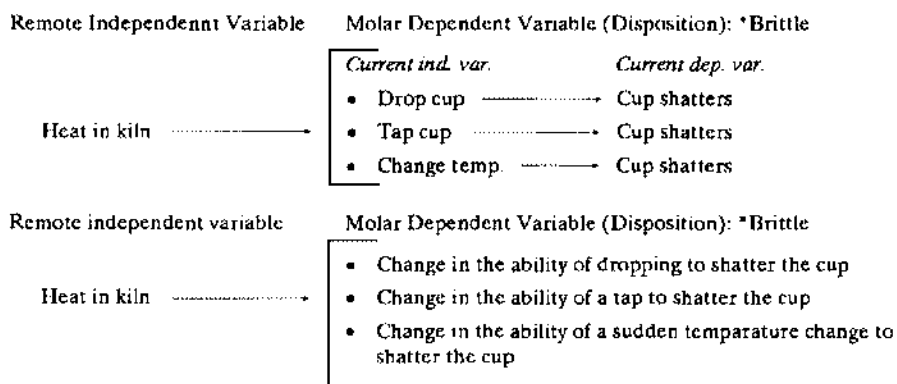 Remote Independennt Variable Molar Dependent Variable (Disposition): *Brittle
Current ind. var. Current dep. var.
• Drop cup Cup shatters
Heat in kiln • Tap cup Cup shatters
• Change temp. Cup shatters
Remote independent variable Molar Dependent Variable (Disposition): *Brittle
• Change in the ability of dropping to shatter the cup
Heat in kiln • Change in the ability of a tap to shatter the cup
• Change in the ability of a sudden temparature change to
shatter the cup